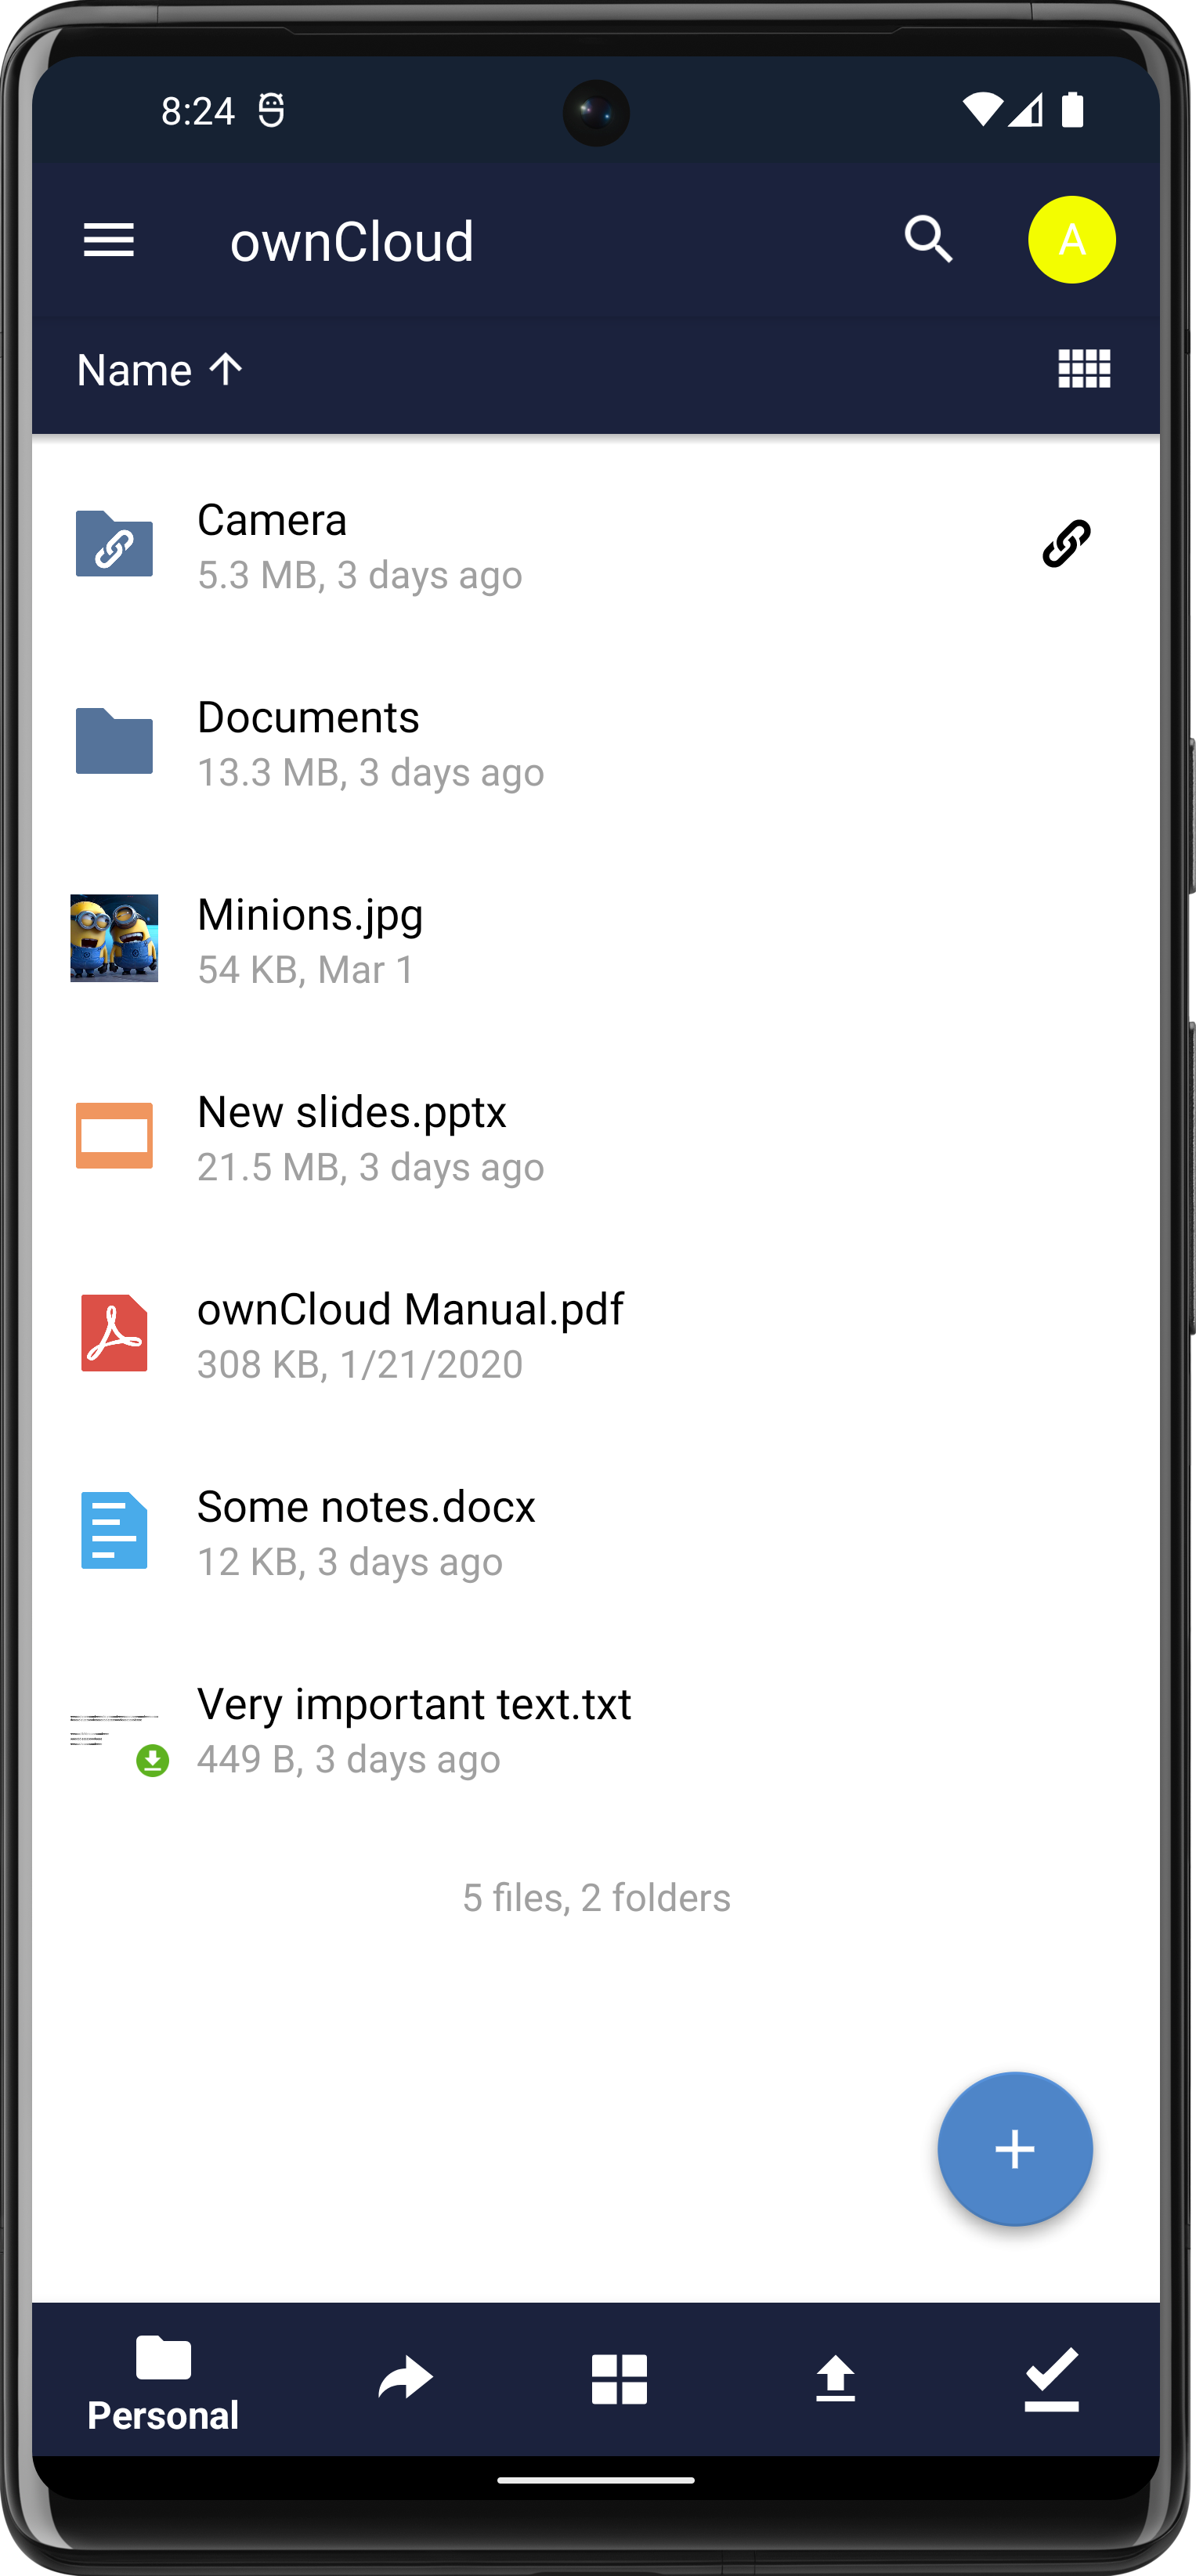 8:24
ownCloud
A
Name
Camera
5.3 MB, 3 days ago
Documents
13.3 MB, 3 days ago
Minions.jpg
54 KB, Mar 1
New slides.pptx
21.5 MB, 3 days ago
ownCloud Manual.pdf
308 KB, 1/21/2020
Some notes.docx
12 KB, 3 days ago
Very important text.txt
449 B, 3 days ago
5 files, 2 folders
Personal